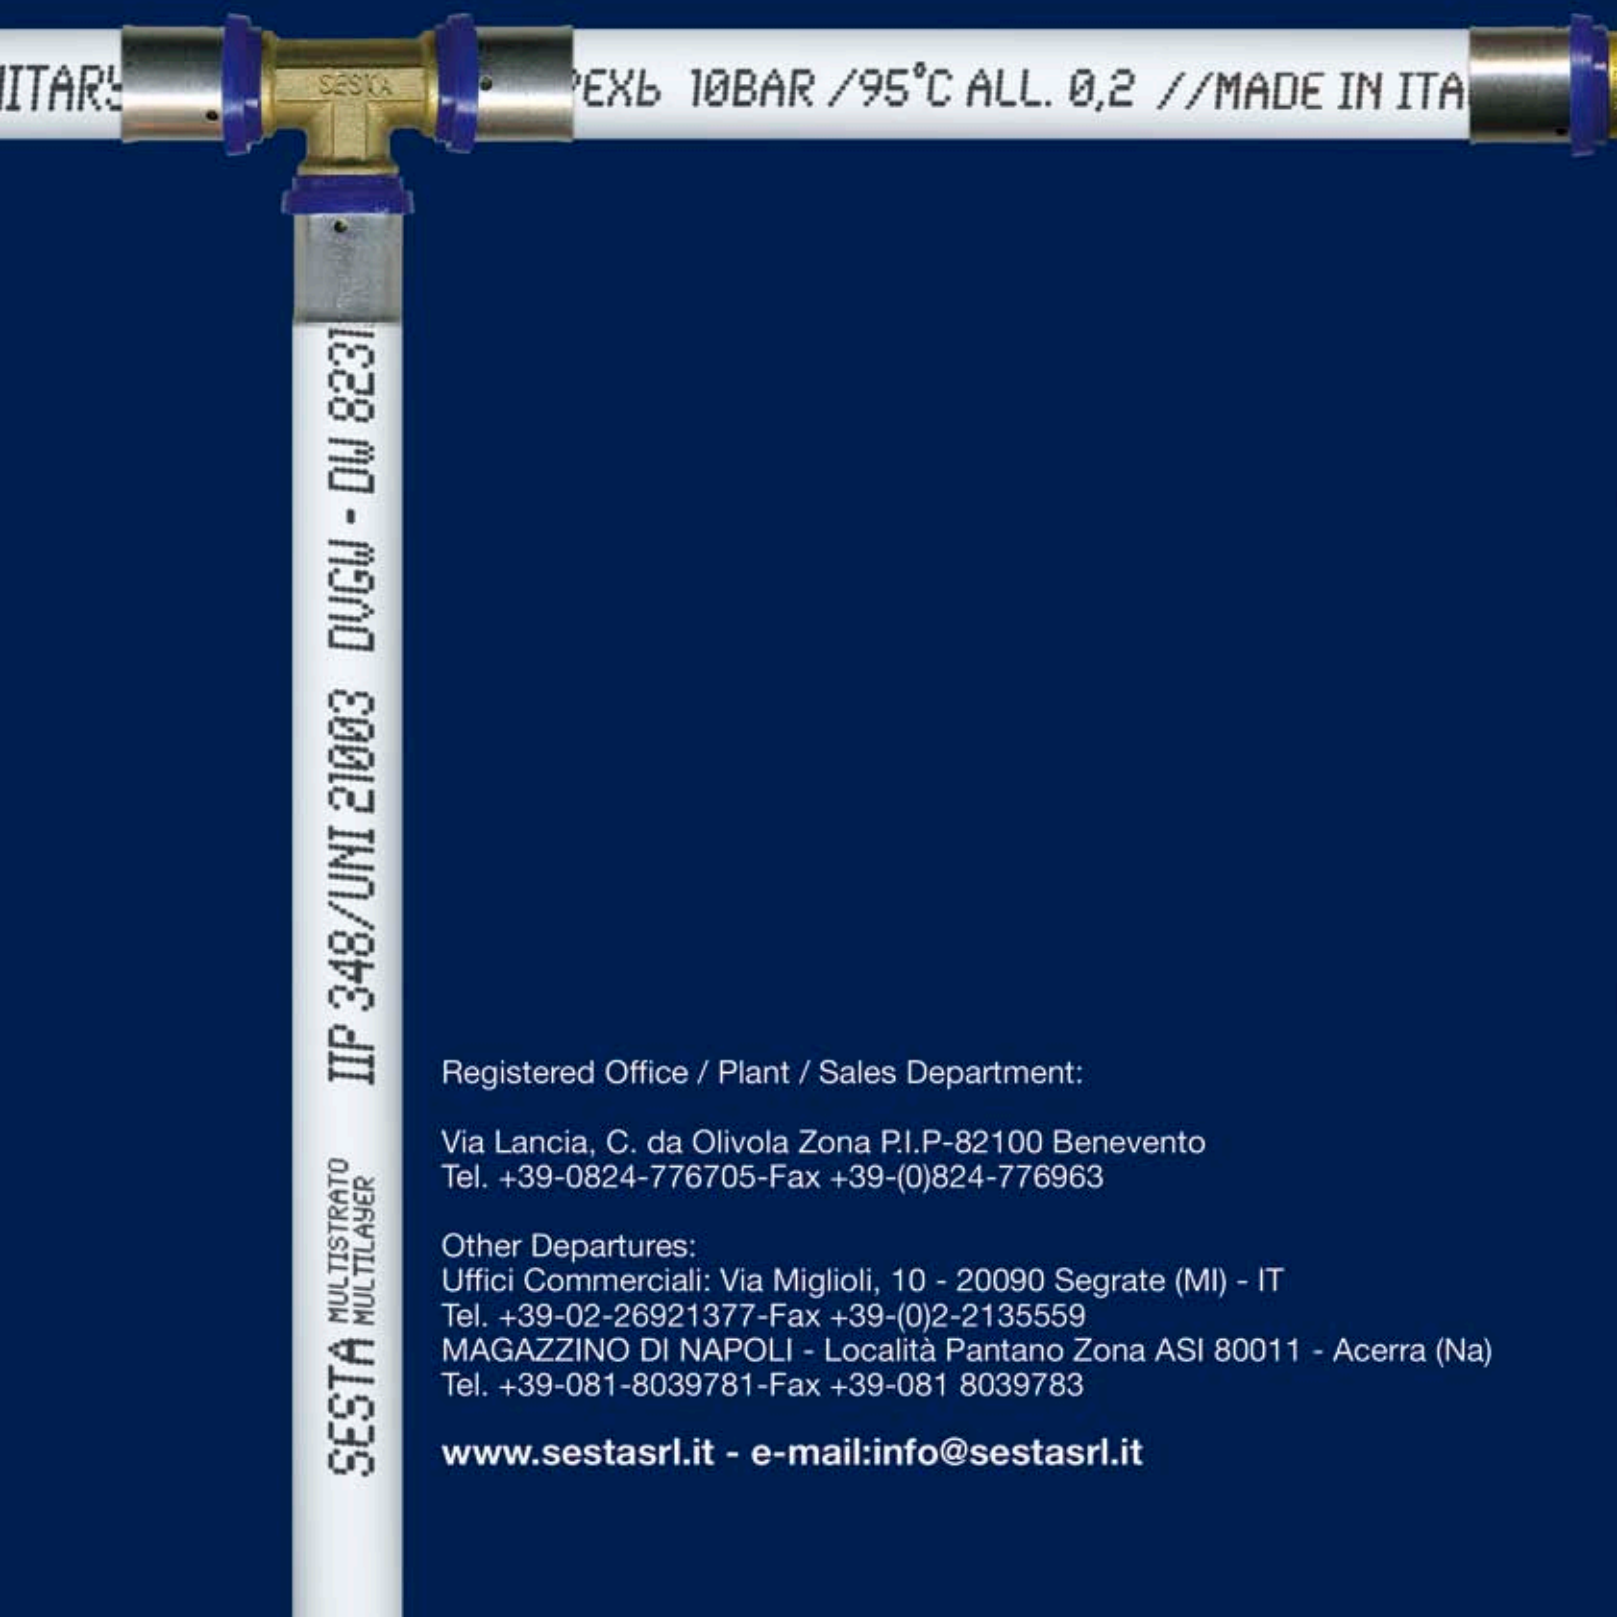 NITARY
SESTA
PEXb 10BAR /95°C ALL. 0,2 //MADE IN ITA
SESTA MULTISTRATO MULTILAYER IIP 348/UNI 21003 DVGW - DW 8231
Registered Office / Plant / Sales Department:
Via Lancia, C. da Olivola Zona P.I.P-82100 Benevento
Tel. +39-0824-776705-Fax +39-(0)824-776963
Other Departures:
Uffici Commerciali: Via Miglioli, 10 - 20090 Segrate (MI) - IT
Tel. +39-02-26921377-Fax +39-(0)2-2135559
MAGAZZINO DI NAPOLI - Località Pantano Zona ASI 80011 - Acerra (Na)
Tel. +39-081-8039781-Fax +39-081 8039783
www.sestasrl.it - e-mail:info@sestasrl.it